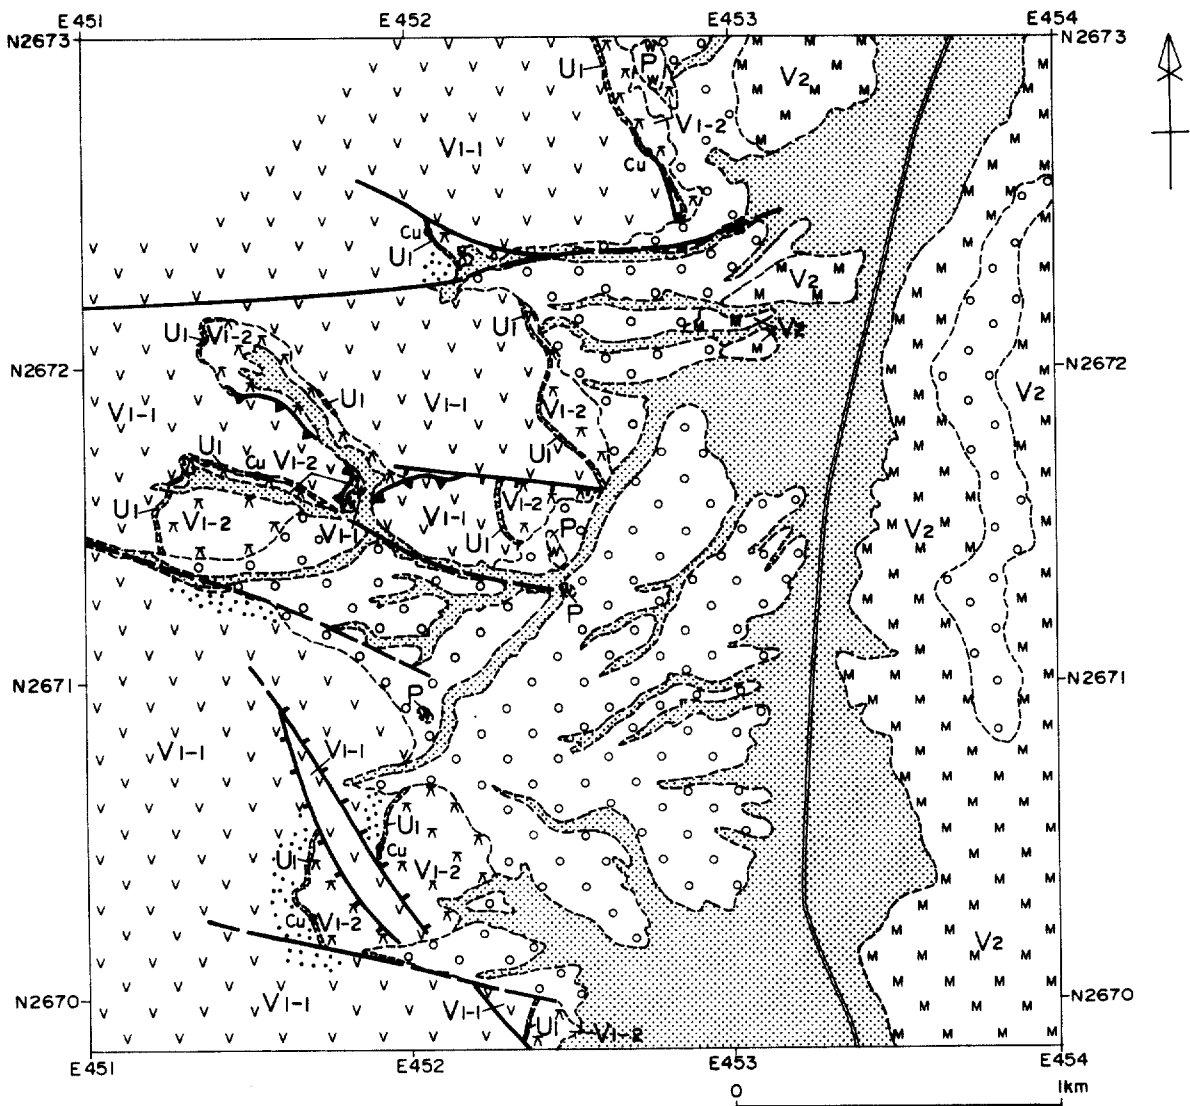 E451 E452 E453 E454
N2673 N2673
U1 P V2
V1-2
V1-1 Cu
Cu
U1
V2
U1 V1-2 U1 V2
N2672 N2672
U1 V1-1 V1-2 V2
V1-1
U1 Cu V1-2 U1
V1-2
U1 V1-2 V1-1 V1-1 P V2
U1
P
N2671 N2671
P
V1-1 V1-1 V2
U1
Cu
U1 V1-2
Cu V1-2
V2
N2670 V1-1 V1-1 N2670
U1 V1-2
E451 E452 E453 E454
0 1km